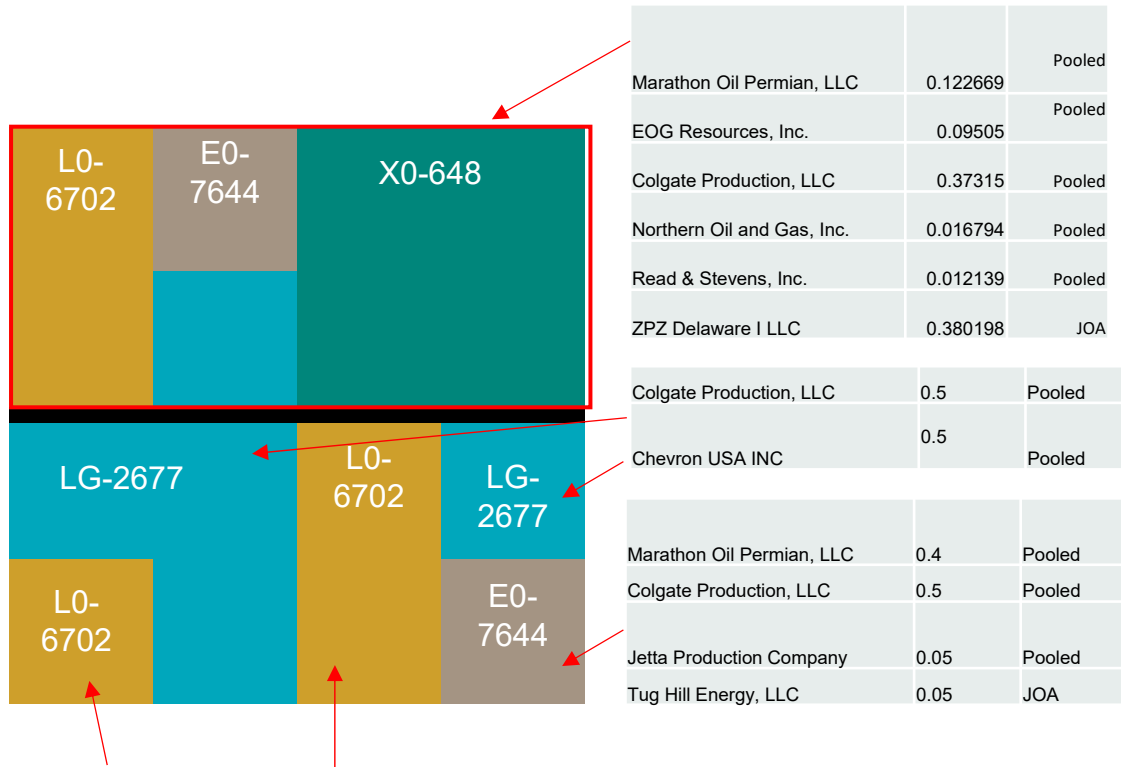 L0-
6702
E0-
7644
X0-648
LG-2677
L0-
6702
LG-
2677
L0-
6702
E0-
7644
Marathon Oil Permian, LLC 0.122669 Pooled
EOG Resources, Inc. 0.09505 Pooled
Colgate Production, LLC 0.37315 Pooled
Northern Oil and Gas, Inc. 0.016794 Pooled
Read & Stevens, Inc. 0.012139 Pooled
ZPZ Delaware I LLC 0.380198 JOA
Colgate Production, LLC 0.5 Pooled
Chevron USA INC 0.5 Pooled
Marathon Oil Permian, LLC 0.4 Pooled
Colgate Production, LLC 0.5 Pooled
Jetta Production Company 0.05 Pooled
Tug Hill Energy, LLC 0.05 JOA